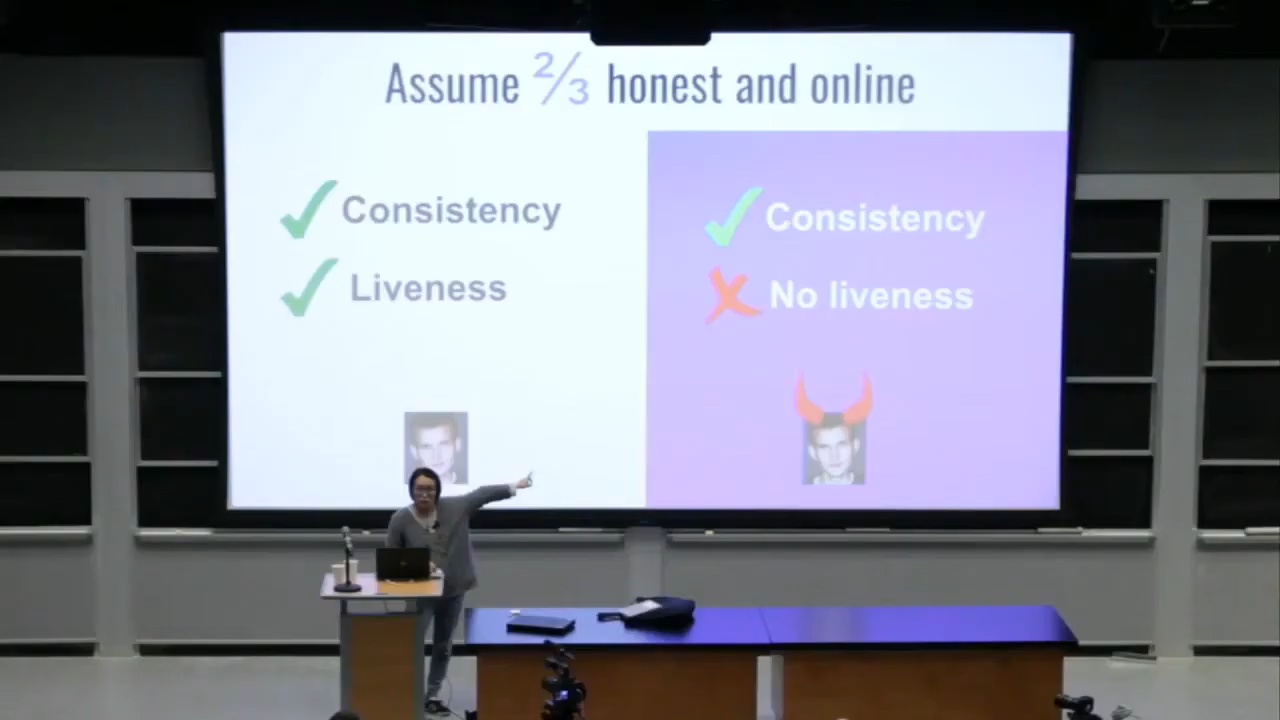 Assume ⅔ honest and online
Consistency
Liveness
Consistency
No liveness